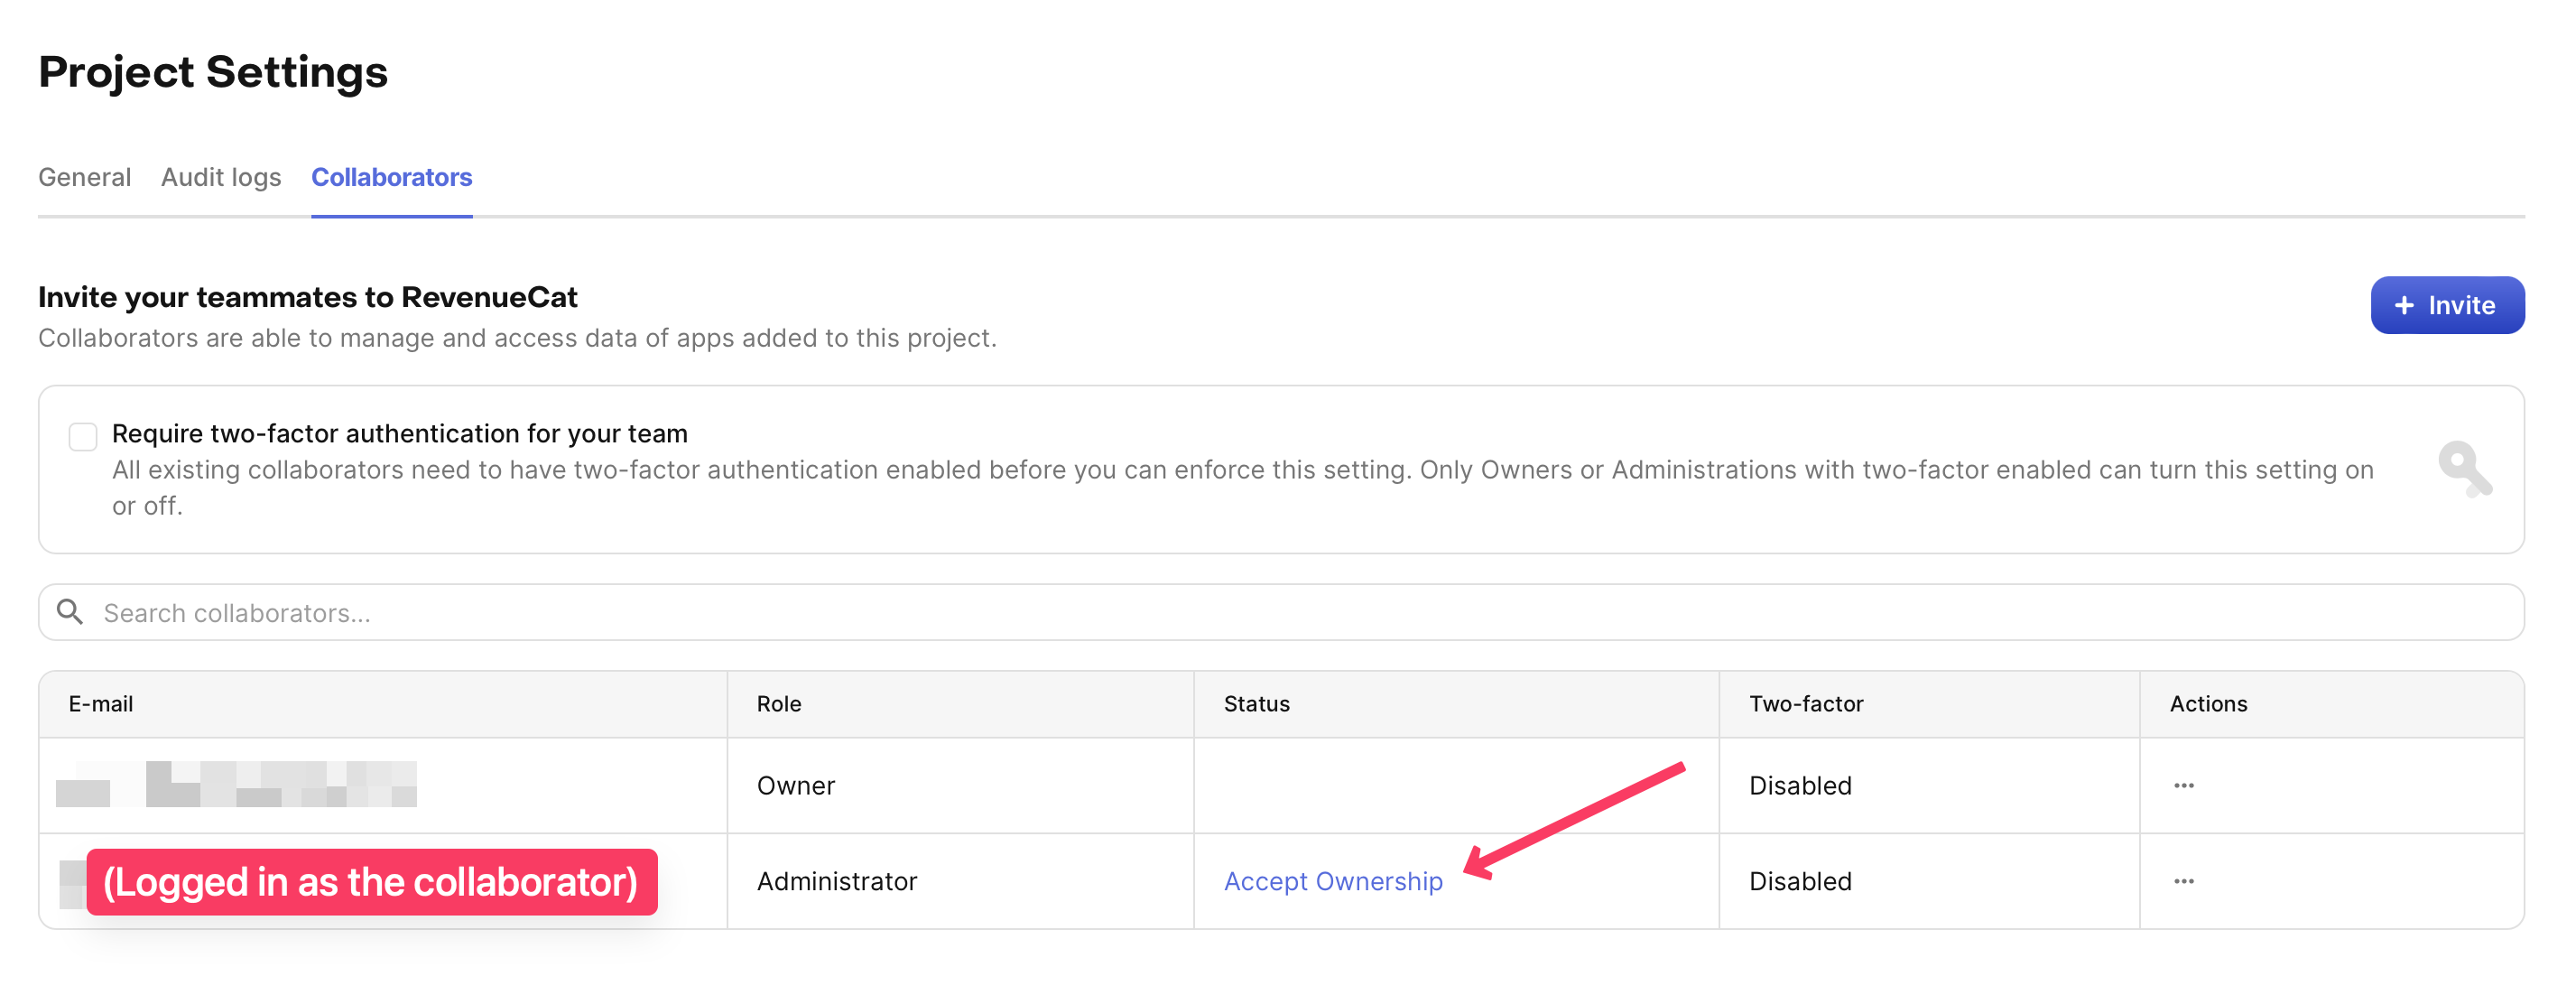 Project Settings
General Audit logs Collaborators
Invite your teammates to RevenueCat
+ Invite
Collaborators are able to manage and access data of apps added to this project.
Require two-factor authentication for your team
All existing collaborators need to have two-factor authentication enabled before you can enforce this setting. Only Owners or Administrations with two-factor enabled can turn this setting on
or off.
Search collaborators...
E-mail Role Status Two-factor Actions
Owner Disabled ...
(Logged in as the collaborator) Administrator Accept Ownership Disabled ...